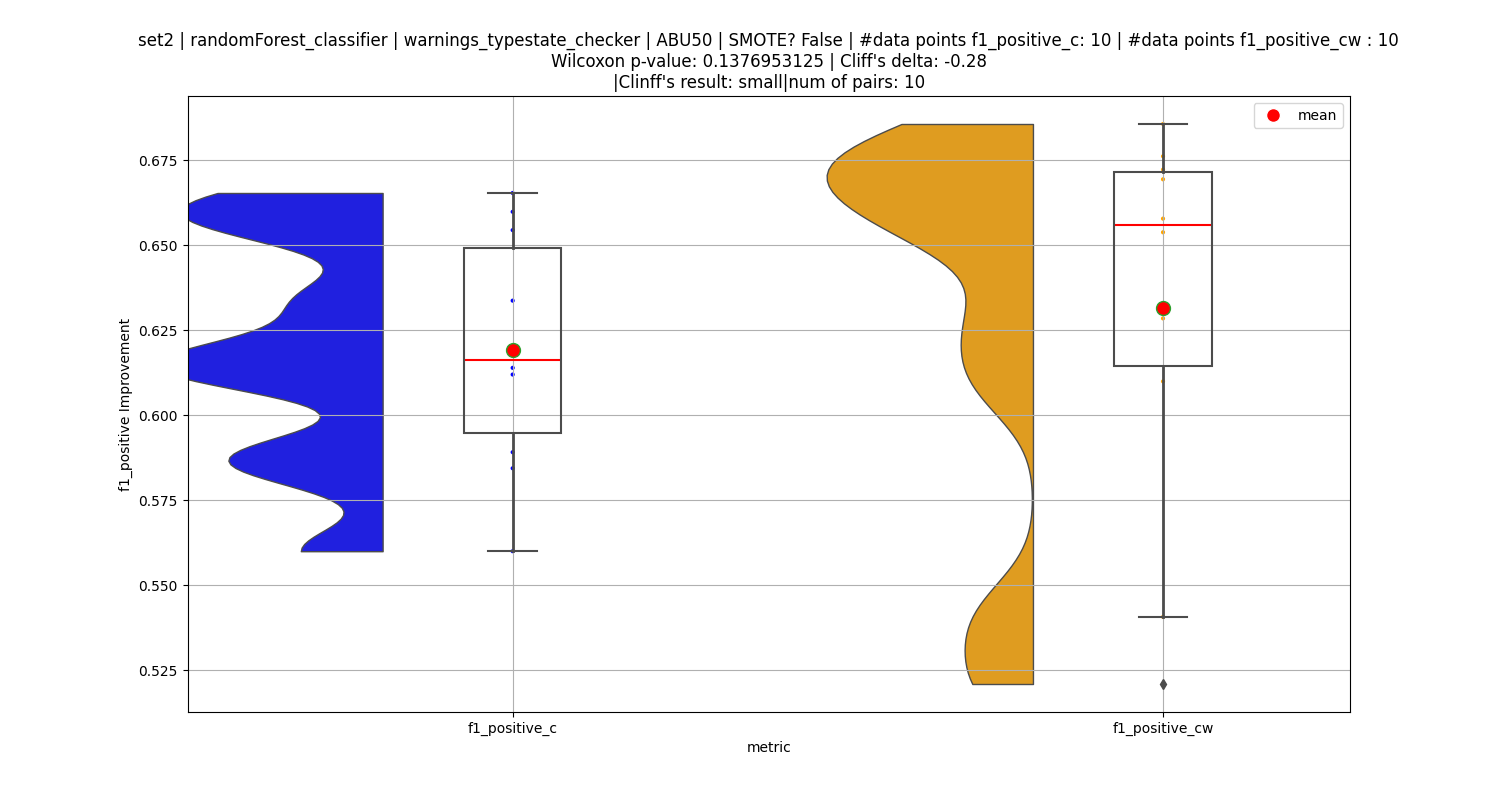 set2 | randomForest_classifier | warnings_typestate_checker | ABU50 | SMOTE? False | #data points f1_positive_c: 10 | #data points f1_positive_cw : 10
Wilcoxon p-value: 0.1376953125 | Cliff's delta: -0.28
|Clinff's result: small|num of pairs: 10
mean
0.675
0.650
0.625
0.600
0.575
0.550
0.525
f1_positive Improvement
f1_positive_c
f1_positive_cw
metric